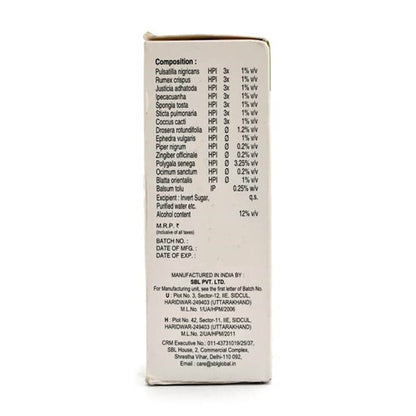 Composition :
Pulsatilla nigricans HPI 3x 1% v/v
Rumex crispus HPI 3x 1% v/v
Justicia adhatoda HPI 3x 1% v/v
Ipecacuanha HPI 3x 1% v/v
Spongia tosta HPI 3x 1% v/v
Sticta pulmonaria HPI 3x 1% v/v
Coccus cacti HPI 3x 1% v/v
Drosera rotundifolia HPI Ø 1.2% v/v
Ephedra vulgaris HPI Ø 1% v/v
Piper nigrum HPI Ø 0.2% v/v
Zingiber officinale HPI Ø 0.2% v/v
Polygala senega HPI Ø 3.25% v/v
Ocimum sanctum HPI Ø 0.2% v/v
Blatta orientalis HPI Ø 1% v/v
Balsum tolu IP 0.25% w/v
Excipient : invert Sugar, q.s.
Purified water etc.
Alcohol content 12% v/v
M.R.P. ₹
(Inclusive of all taxes)
BATCH NO. :
DATE OF MFG. :
DATE OF EXP. :
MANUFACTURED IN INDIA BY :
SBL PVT. LTD.
For Manufacturing unit, see the first letter of Batch No.
U : Plot No. 3, Sector-12, IIE, SIDCUL,
HARIDWAR-249403 (UTTARAKHAND)
M.L.No. 1/UA/HPM/2006
H : Plot No. 42, Sector-11, IIE, SIDCUL,
HARIDWAR-249403 (UTTARAKHAND)
M.L.No. 2/UA/HPM/2011
CRM Executive No.:011-43731019/25/37,
SBL House, 2, Commercial Complex,
Shrestha Vihar, Delhi-110 092,
Email : care@sblglobal.in